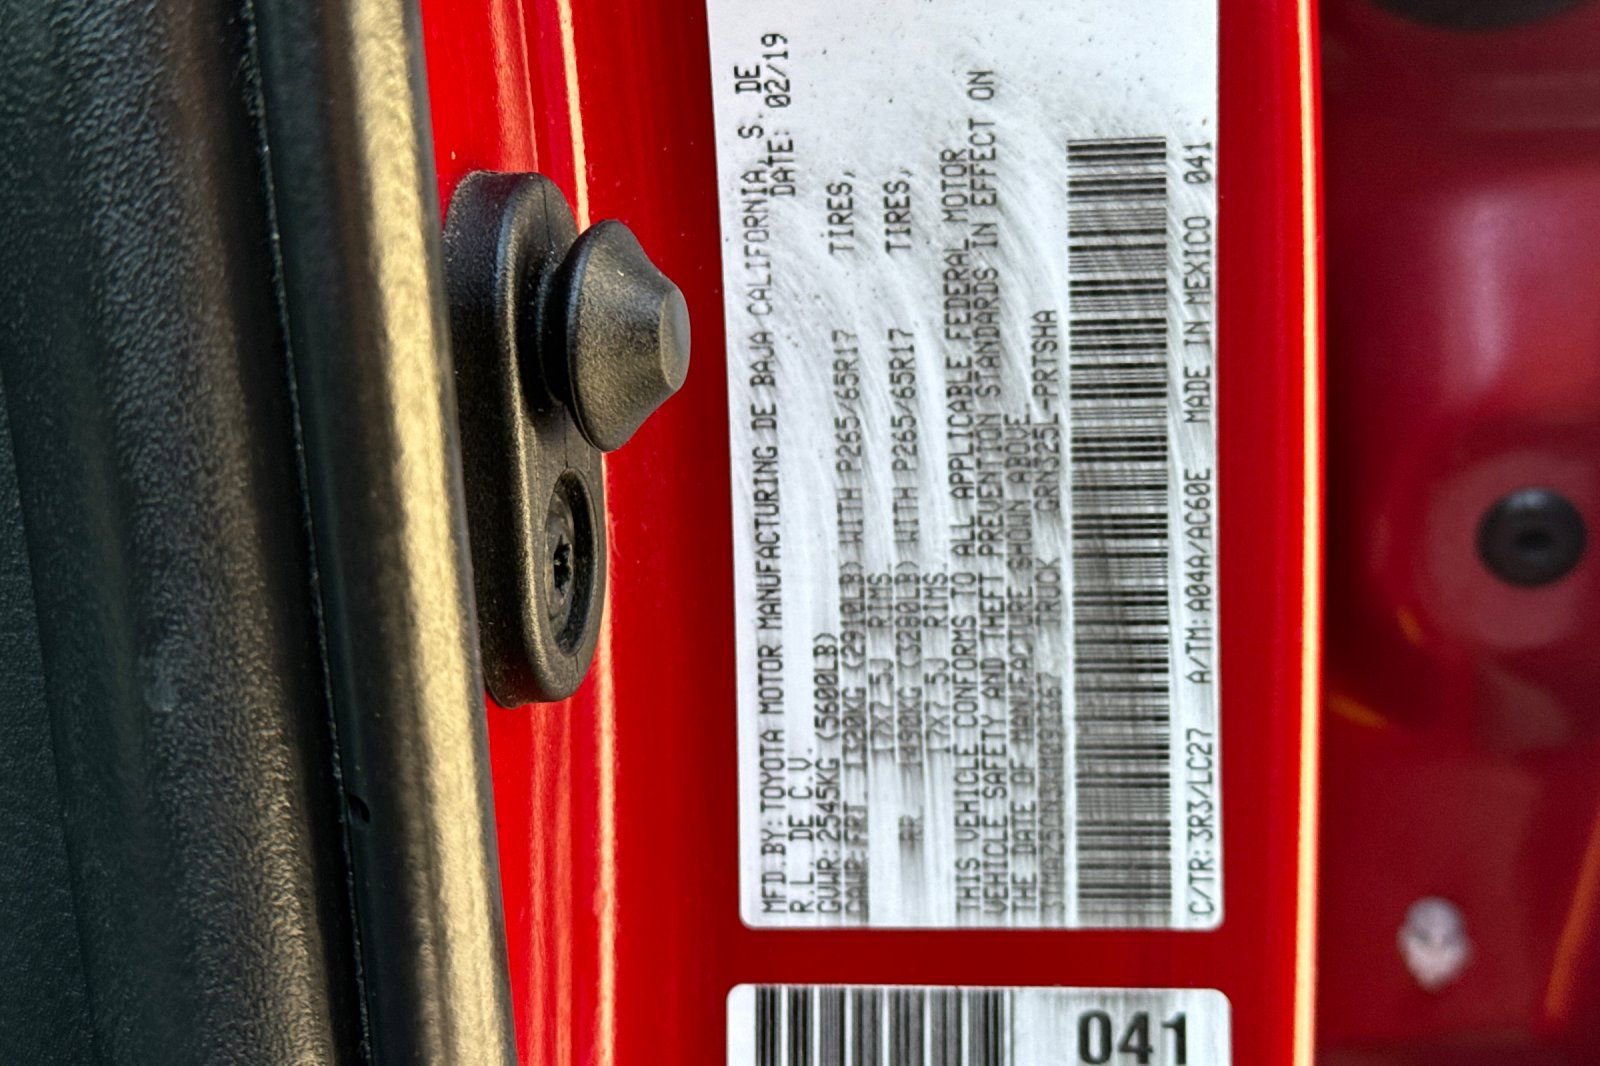 MFD.BY:TOYOTA MOTOR MANUFACTURING DE BAJA CALIFORNIA, S. DE
R.L. DE C.V. DATE: 02/19
GVWR:2545KG (5600LB)
GAWR:FRT. 1320KG (2910LB) WITH P265/65R17 TIRES,
17X7.5J RIMS
RR. 1490KG (3280LB) WITH P265/65R17 TIRES,
17X7.5J RIMS.
THIS VEHICLE CONFORMS TO ALL APPLICABLE FEDERAL MOTOR
VEHICLE SAFETY AND THEFT PREVENTION STANDARDS IN EFFECT ON
THE DATE OF MANUFACTURE SHOWN ABOVE.
TRUCK GRNJ25L-PRTSHA
C/TR:3R3/LC27 A/TM:A04A/AC60E MADE IN MEXICO 041
041